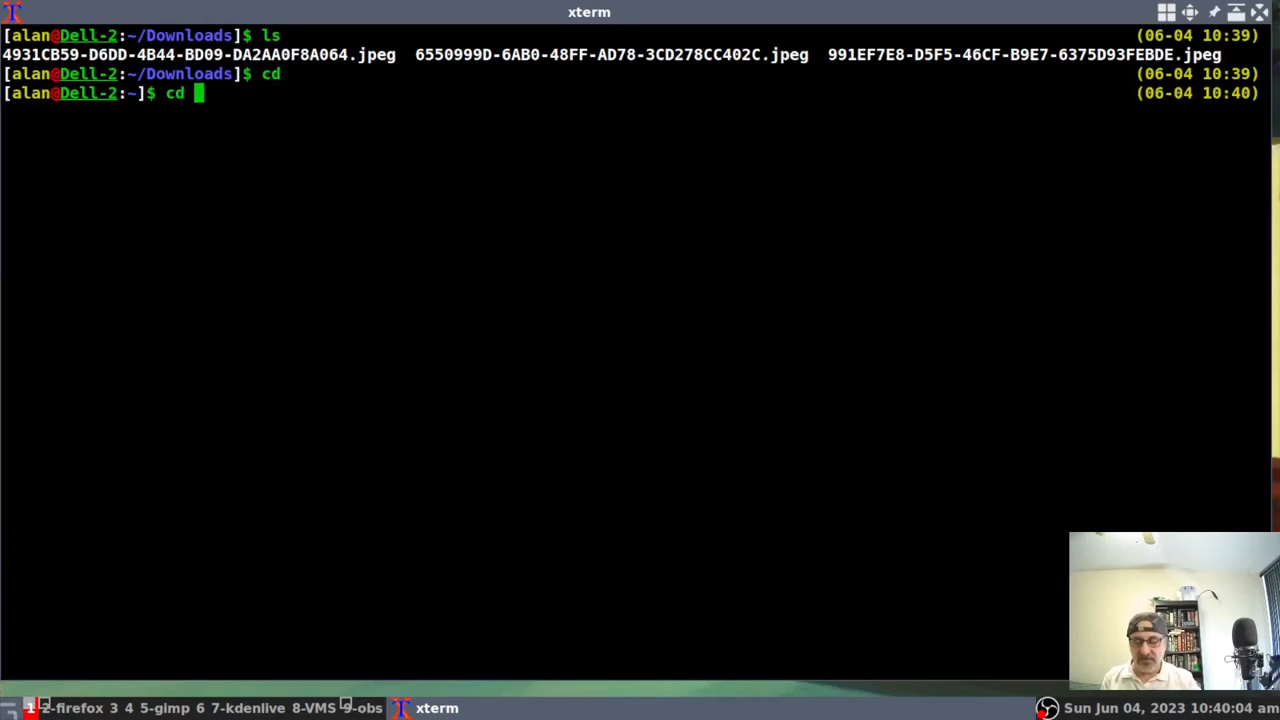 xterm
[alan@Dell-2:~/Downloads]$ ls (06-04 10:39)
4931CB59-D6DD-4B44-BD09-DA2AA0F8A064.jpeg 6550999D-6AB0-48FF-AD78-3CD278CC402C.jpeg 991EF7E8-D5F5-46CF-B9E7-6375D93FEBDE.jpeg
[alan@Dell-2:~/Downloads]$ cd (06-04 10:39)
[alan@Dell-2:~]$ cd (06-04 10:40)
1 2-firefox 3 4 5-gimp 6 7-kdenlive 8-VMS 9-obs xterm Sun Jun 04, 2023 10:40:04 am